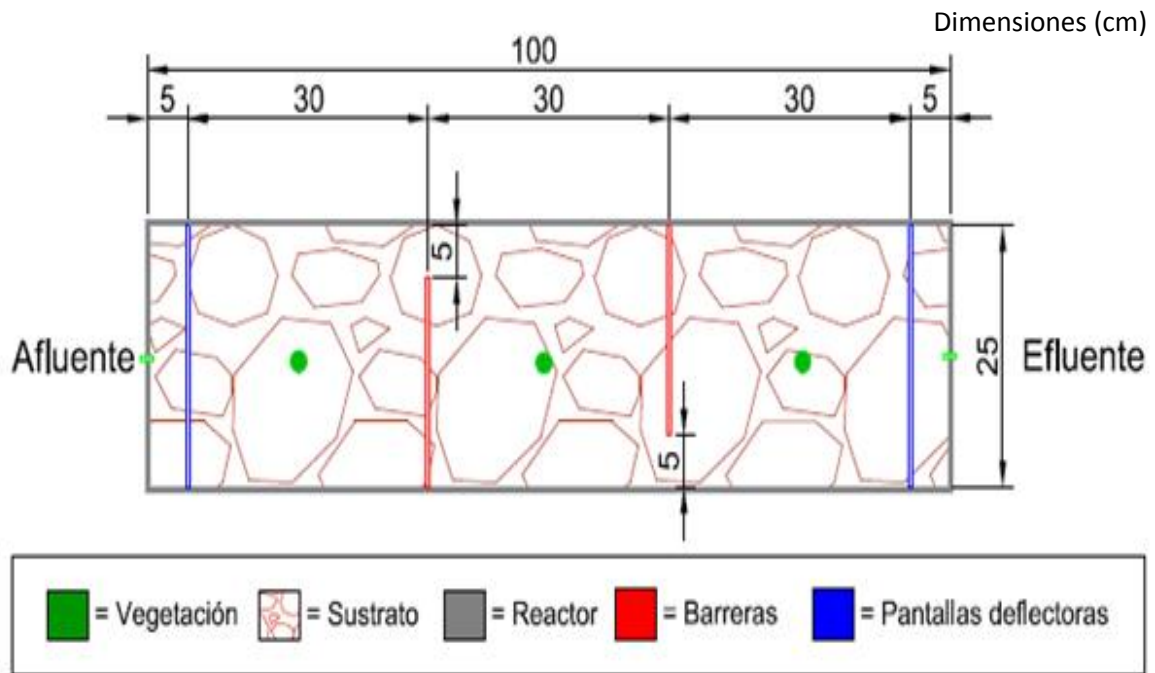 Dimensiones (cm)
100
5 30 30 30 5
5
Afluente
25
Efluente
5
= Vegetación = Sustrato = Reactor = Barreras = Pantallas deflectoras